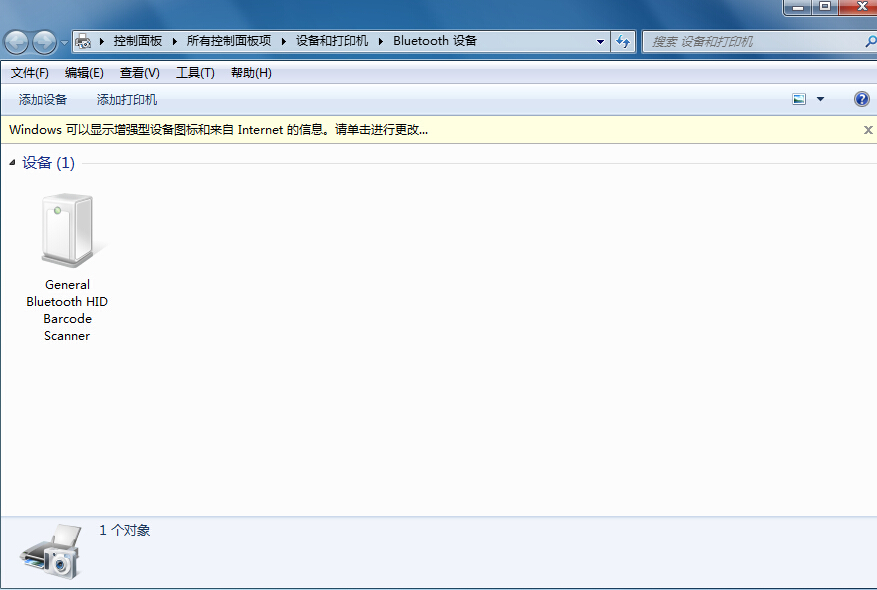 控制面板 所有控制面板项 设备和打印机 Bluetooth 设备 搜索 设备和打印机
文件(F) 编辑(E) 查看(V) 工具(T) 帮助(H)
添加设备 添加打印机
Windows 可以显示增强型设备图标和来自 Internet 的信息。请单击进行更改...
设备 (1)
General
Bluetooth HID
Barcode
Scanner
1 个对象